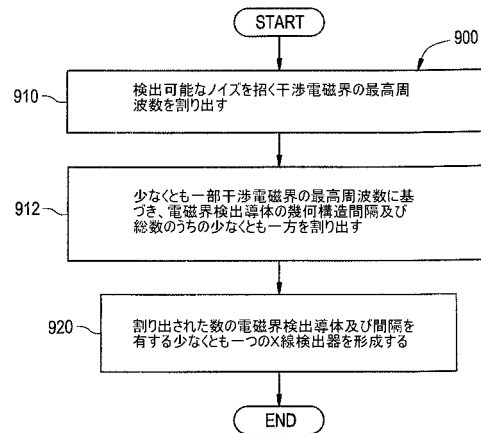 START
900
910
検出可能なノイズを招く干渉電磁界の最高周
波数を割り出す
912
少なくとも一部干渉電磁界の最高周波数に基
づき、電磁界検出導体の幾何構造間隔及び
総数のうちの少なくとも一方を割り出す
920
割り出された数の電磁界検出導体及び間隔を
有する少なくとも一つのX線検出器を形成する
END